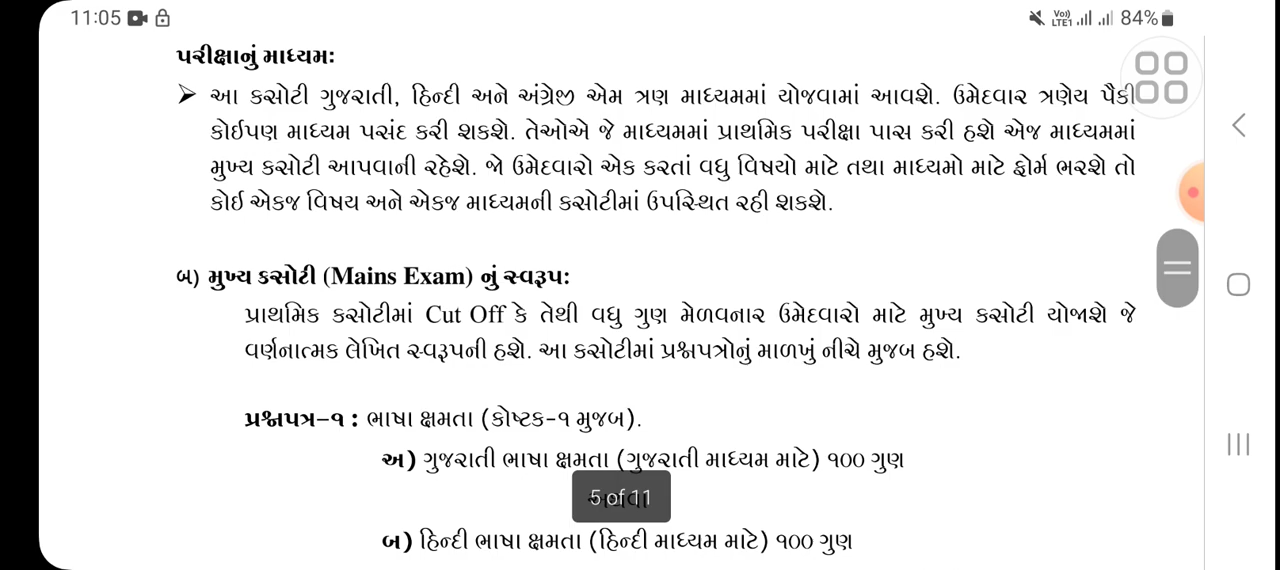 11:05
Vo)) LTE1 84%
પરીક્ષાનું માધ્યમઃ
➤ આ કસોટી ગુજરાતી, હિન્દી અને અંગ્રેજી એમ ત્રણ માધ્યમમાં યોજવામાં આવશે. ઉમેદવાર ત્રણેય પૈકી
કોઈપણ માધ્યમ પસંદ કરી શકશે. તેઓએ જે માધ્યમમાં પ્રાથમિક પરીક્ષા પાસ કરી હશે એજ માધ્યમમાં
મુખ્ય કસોટી આપવાની રહેશે. જો ઉમેદવારો એક કરતાં વધુ વિષયો માટે તથા માધ્યમો માટે ફોર્મ ભરશે તો
કોઈ એકજ વિષય અને એકજ માધ્યમની કસોટીમાં ઉપસ્થિત રહી શકશે.
બ) મુખ્ય કસોટી (Mains Exam) નું સ્વરૂપઃ
પ્રાથમિક કસોટીમાં Cut Off કે તેથી વધુ ગુણ મેળવનાર ઉમેદવારો માટે મુખ્ય કસોટી યોજાશે જે
વર્ણનાત્મક લેખિત સ્વરૂપની હશે. આ કસોટીમાં પ્રશ્નપત્રોનું માળખું નીચે મુજબ હશે.
પ્રશ્નપત્ર–૧ : ભાષા ક્ષમતા (કોષ્ટક-૧ મુજબ).
અ) ગુજરાતી ભાષા ક્ષમતા (ગુજરાતી માધ્યમ માટે) ૧૦૦ ગુણ
5 of 11
બ) હિન્દી ભાષા ક્ષમતા (હિન્દી માધ્યમ માટે) ૧૦૦ ગુણ